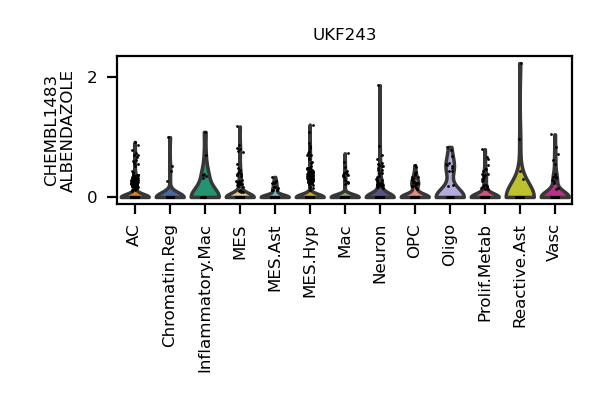 UKF243
CHEMBL1483
ALBENDAZOLE
2
0
AC
Chromatin.Reg
Inflammatory.Mac
MES
MES.Ast
MES.Hyp
Mac
Neuron
OPC
Oligo
Prolif.Metab
Reactive.Ast
Vasc